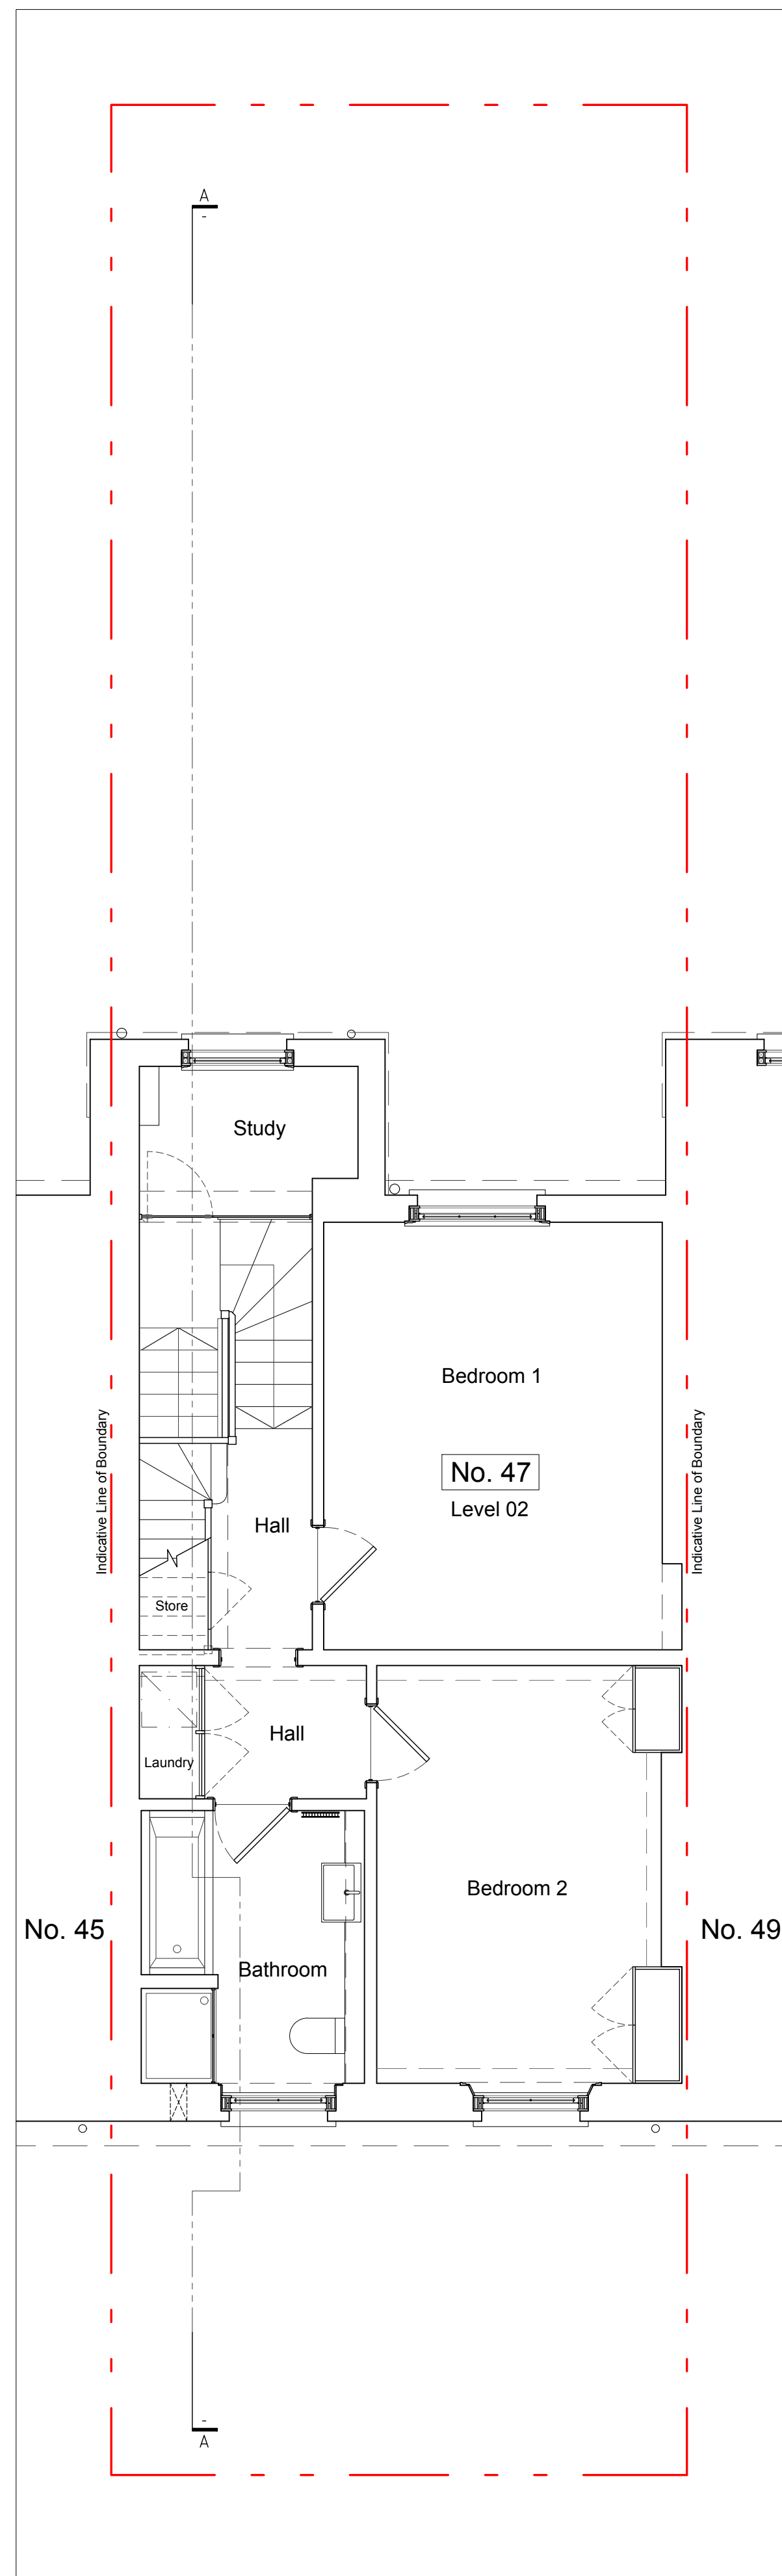 A
-
Study
Bedroom 1
Indicative Line of Boundary
Indicative Line of Boundary
No. 47
Level 02
Hall
Store
Hall
Laundry
Bedroom 2
No. 45
No. 49
Bathroom
-
A